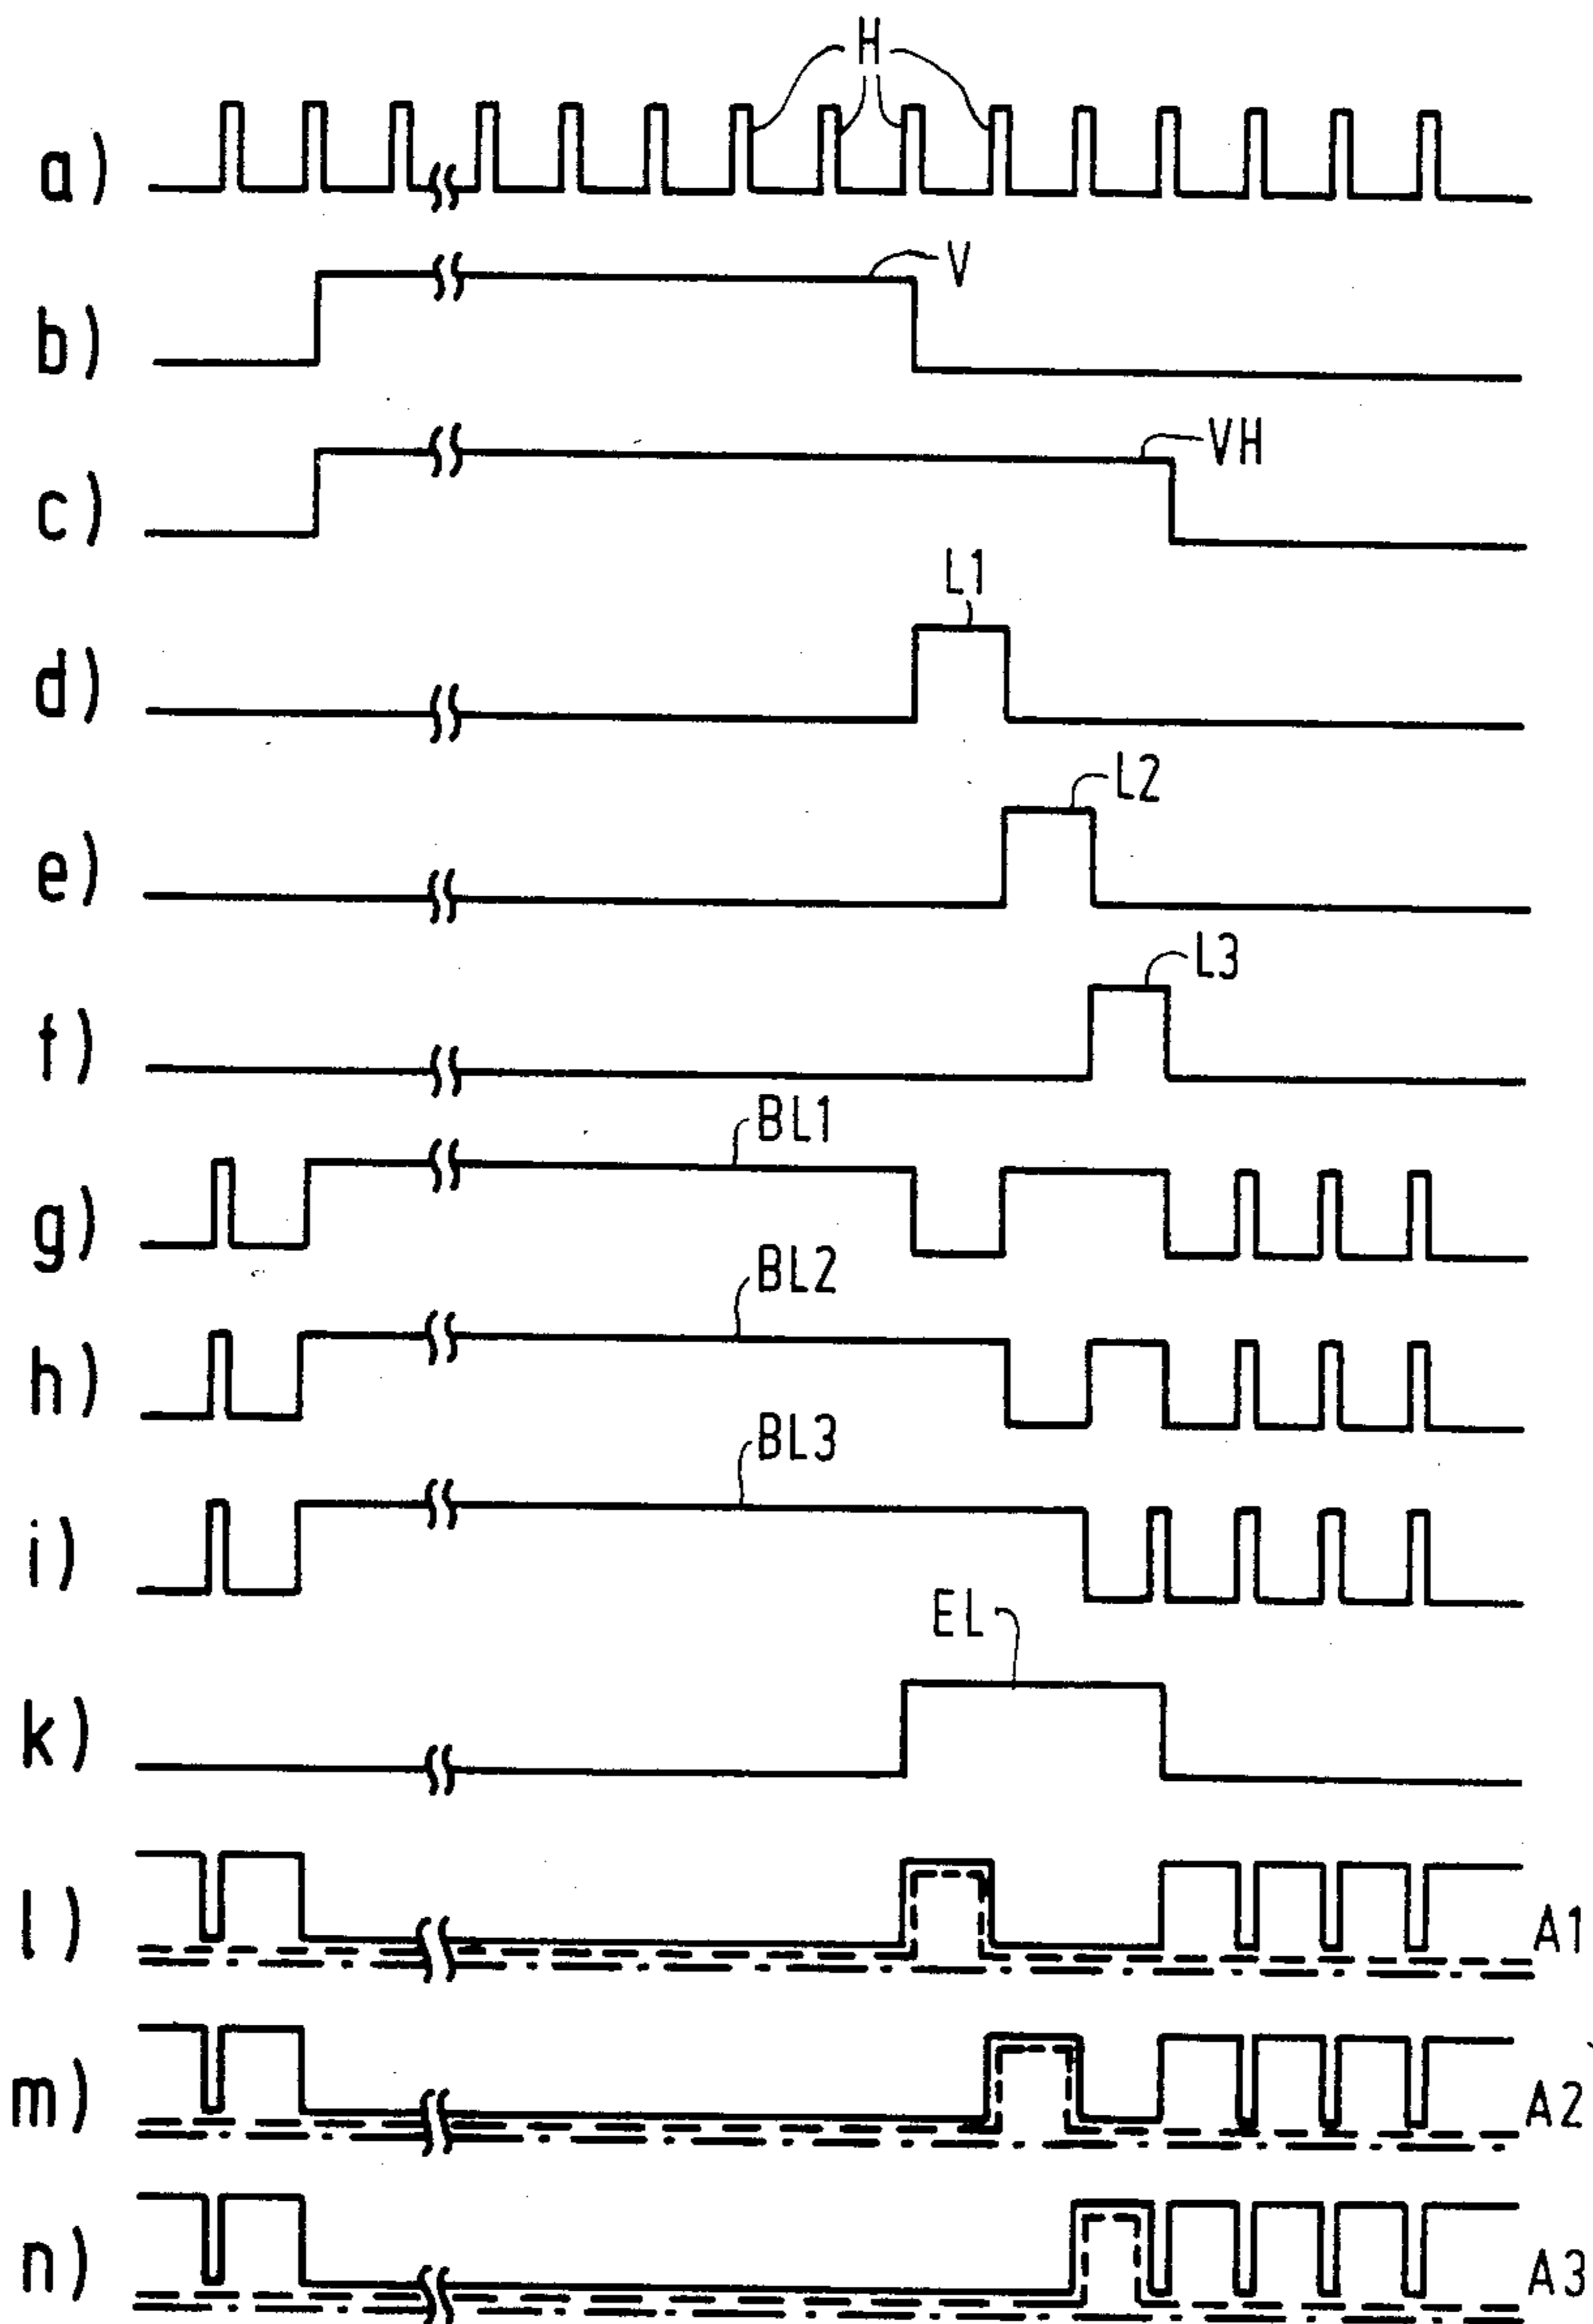 H
a)
V
b)
VH
c)
L1
d)
L2
e)
L3
f)
BL1
g)
BL2
h)
BL3
i)
EL
k)
l) A1
m) A2
n) A3